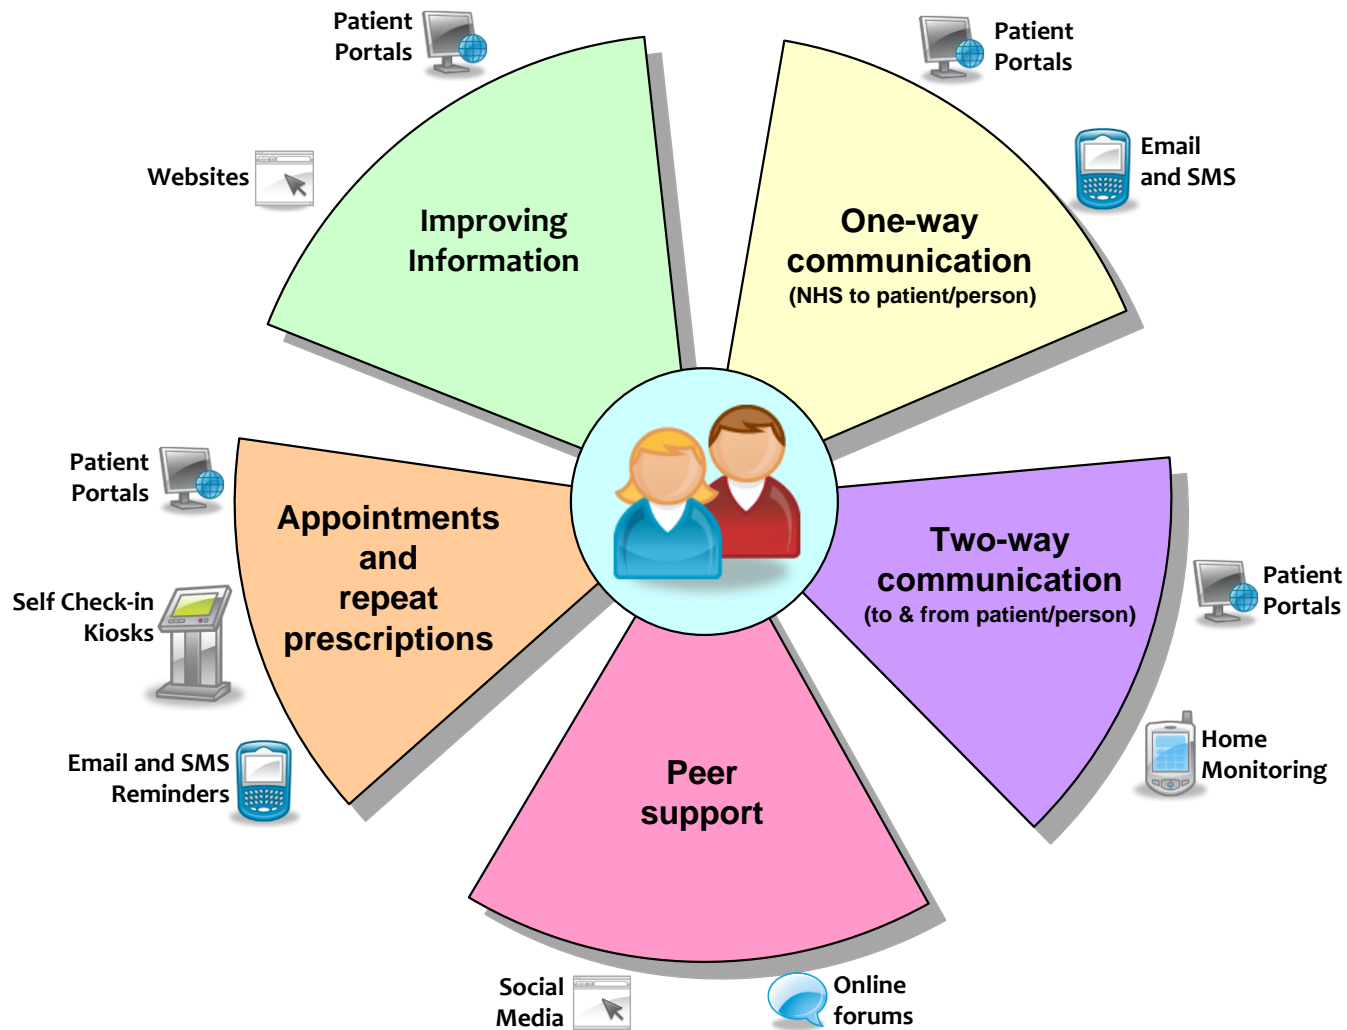 Patient
Portals
Websites
Improving
Information
Patient
Portals
Email
and SMS
One-way
communication
(NHS to patient/person)
Patient
Portals
Self Check-in
Kiosks
Email and SMS
Reminders
Appointments
and
repeat
prescriptions
Two-way
communication
(to & from patient/person)
Patient
Portals
Home
Monitoring
Peer
support
Social
Media
Online
forums